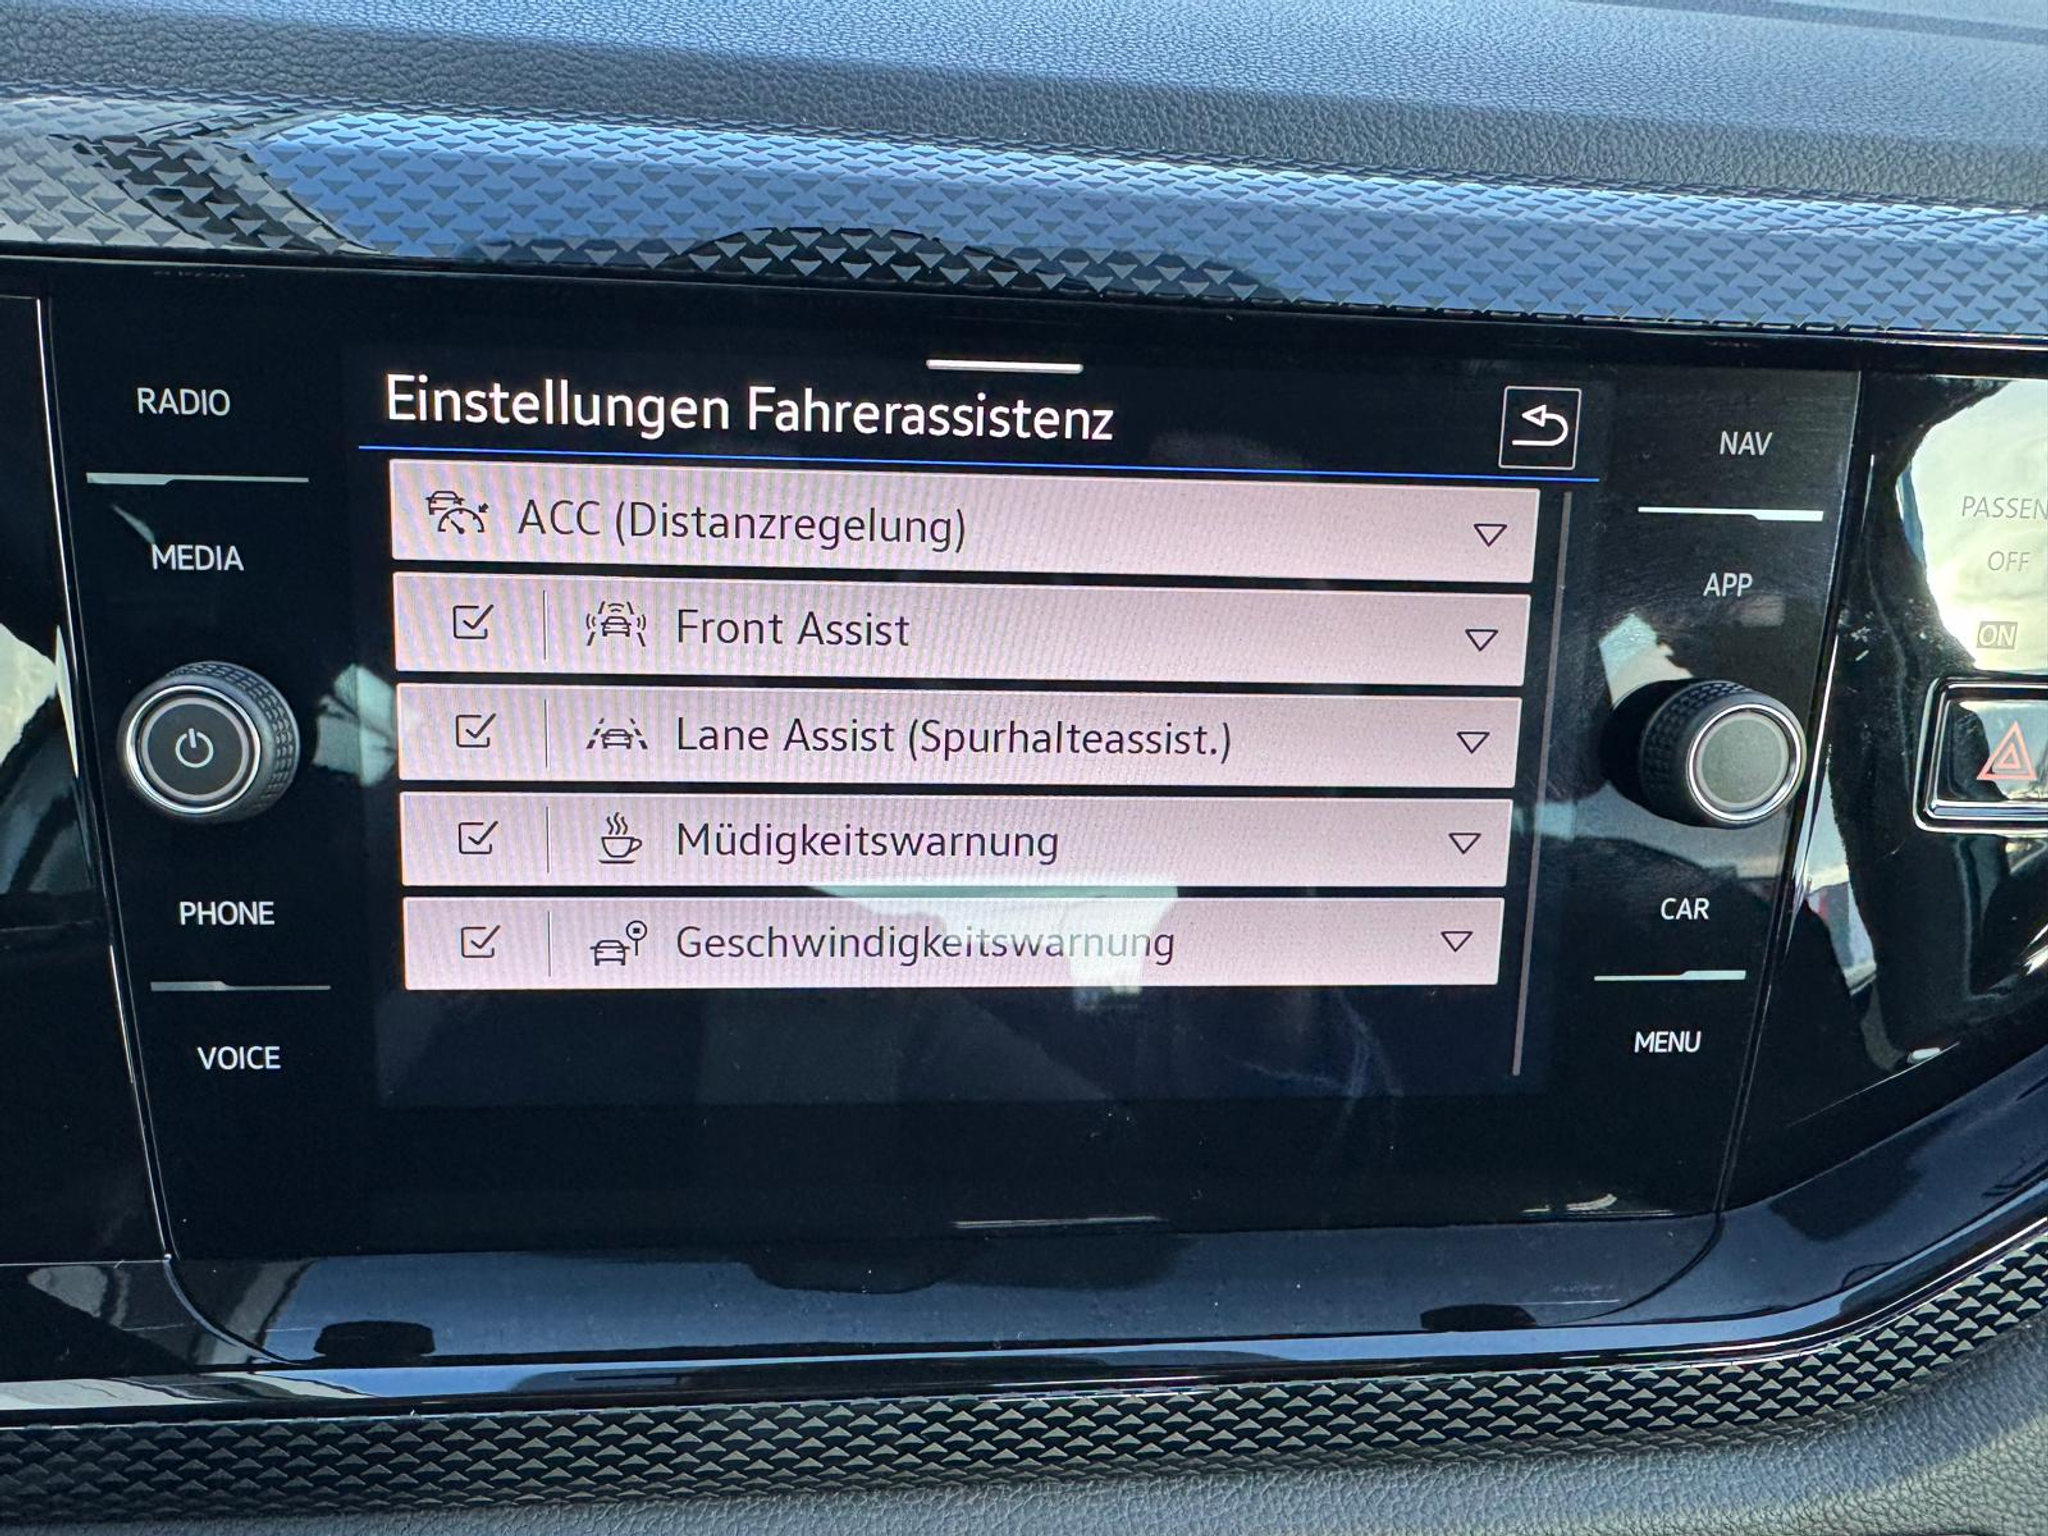 Einstellungen Fahrerassistenz
RADIO
MEDIA
PHONE
VOICE
ACC (Distanzregelung)
Front Assist
Lane Assist (Spurhalteassist.)
Müdigkeitswarnung
Geschwindigkeitswarnung
NAV
APP
CAR
MENU
PASSEN
OFF
ON